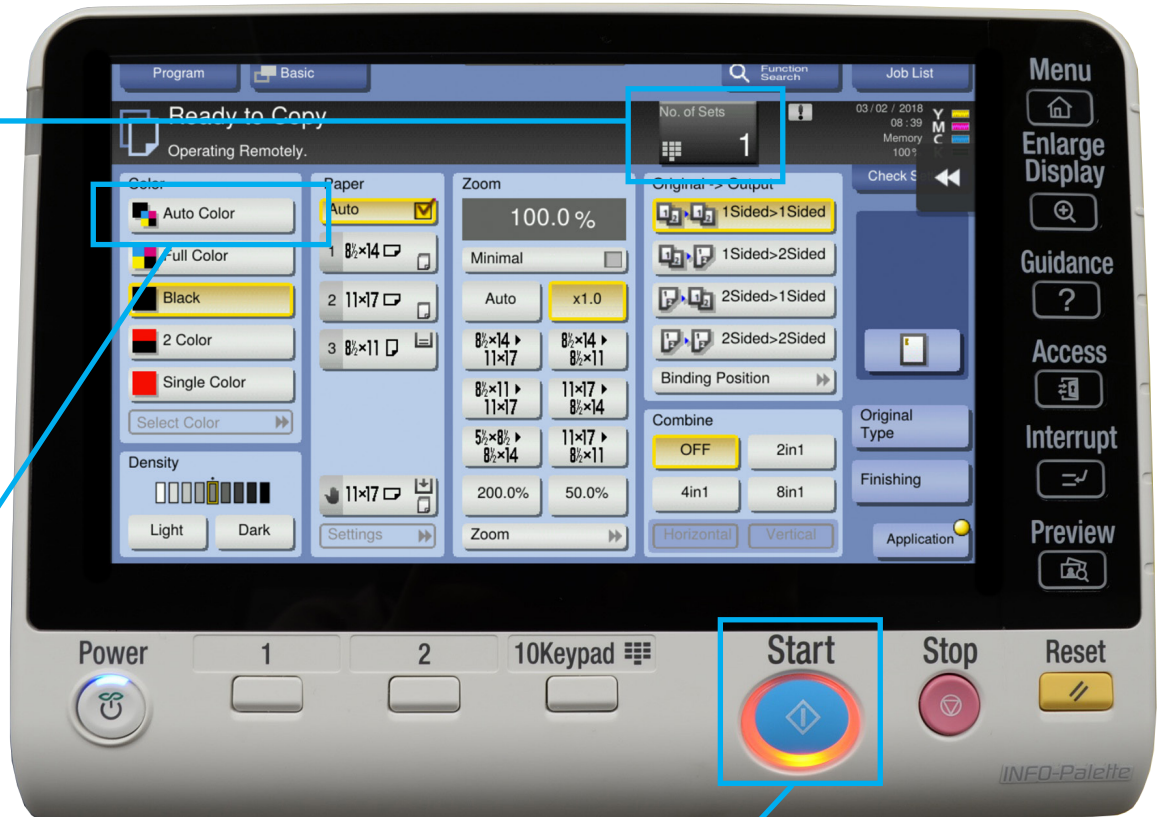 Program
Basic
Function Search
Job List
Ready to Copy
Operating Remotely.
No. of Sets
1
03/02 / 2018
08:39
Memory
100%
Y
M
C
K
Check
Color
Auto Color
Full Color
Black
2 Color
Single Color
Select Color
Density
Light
Dark
Paper
Auto
1 8½×14
2 11×17
3 8½×11
11×17
Settings
Zoom
100.0 %
Minimal
Auto
x1.0
8½×14 ▸ 11×17
8½×14 ▸ 8½×11
8½×11 ▸ 11×17
11×17 ▸ 8½×14
5½×8½ ▸ 8½×14
11×17 ▸ 8½×11
200.0%
50.0%
Zoom
Original -> Output
1Sided>1Sided
1Sided>2Sided
2Sided>1Sided
2Sided>2Sided
Binding Position
Combine
OFF
2in1
4in1
8in1
Horizontal
Vertical
Original
Type
Finishing
Application
Menu
Enlarge
Display
Guidance
?
Access
Interrupt
Preview
Power
1
2
10Keypad
Start
Stop
Reset
INFO-Palette